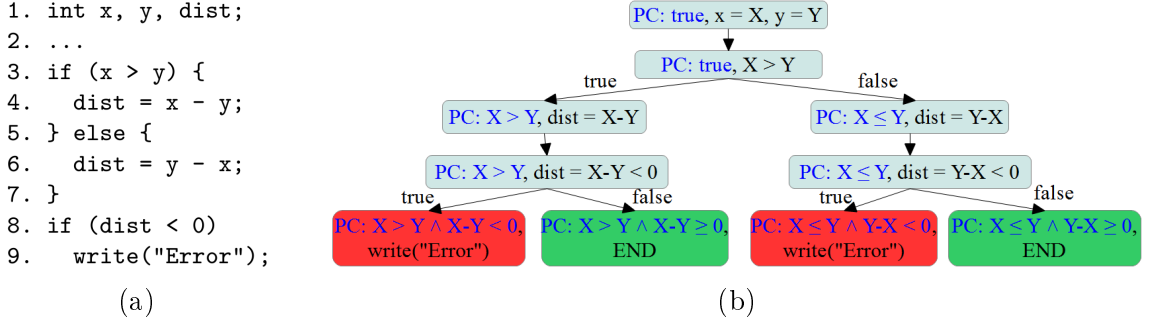 1. int x, y, dist;
2. ...
3. if (x > y) {
4.   dist = x - y;
5. } else {
6.   dist = y - x;
7. }
8. if (dist < 0)
9.   write("Error");
(a)
PC: true, x = X, y = Y
PC: true, X > Y
true
false
PC: X > Y, dist = X-Y
PC: X ≤ Y, dist = Y-X
PC: X > Y, dist = X-Y < 0
PC: X ≤ Y, dist = Y-X < 0
true
false
true
false
PC: X > Y ∧ X-Y < 0,
write("Error")
PC: X > Y ∧ X-Y ≥ 0,
END
PC: X ≤ Y ∧ Y-X < 0,
write("Error")
PC: X ≤ Y ∧ Y-X ≥ 0,
END
(b)